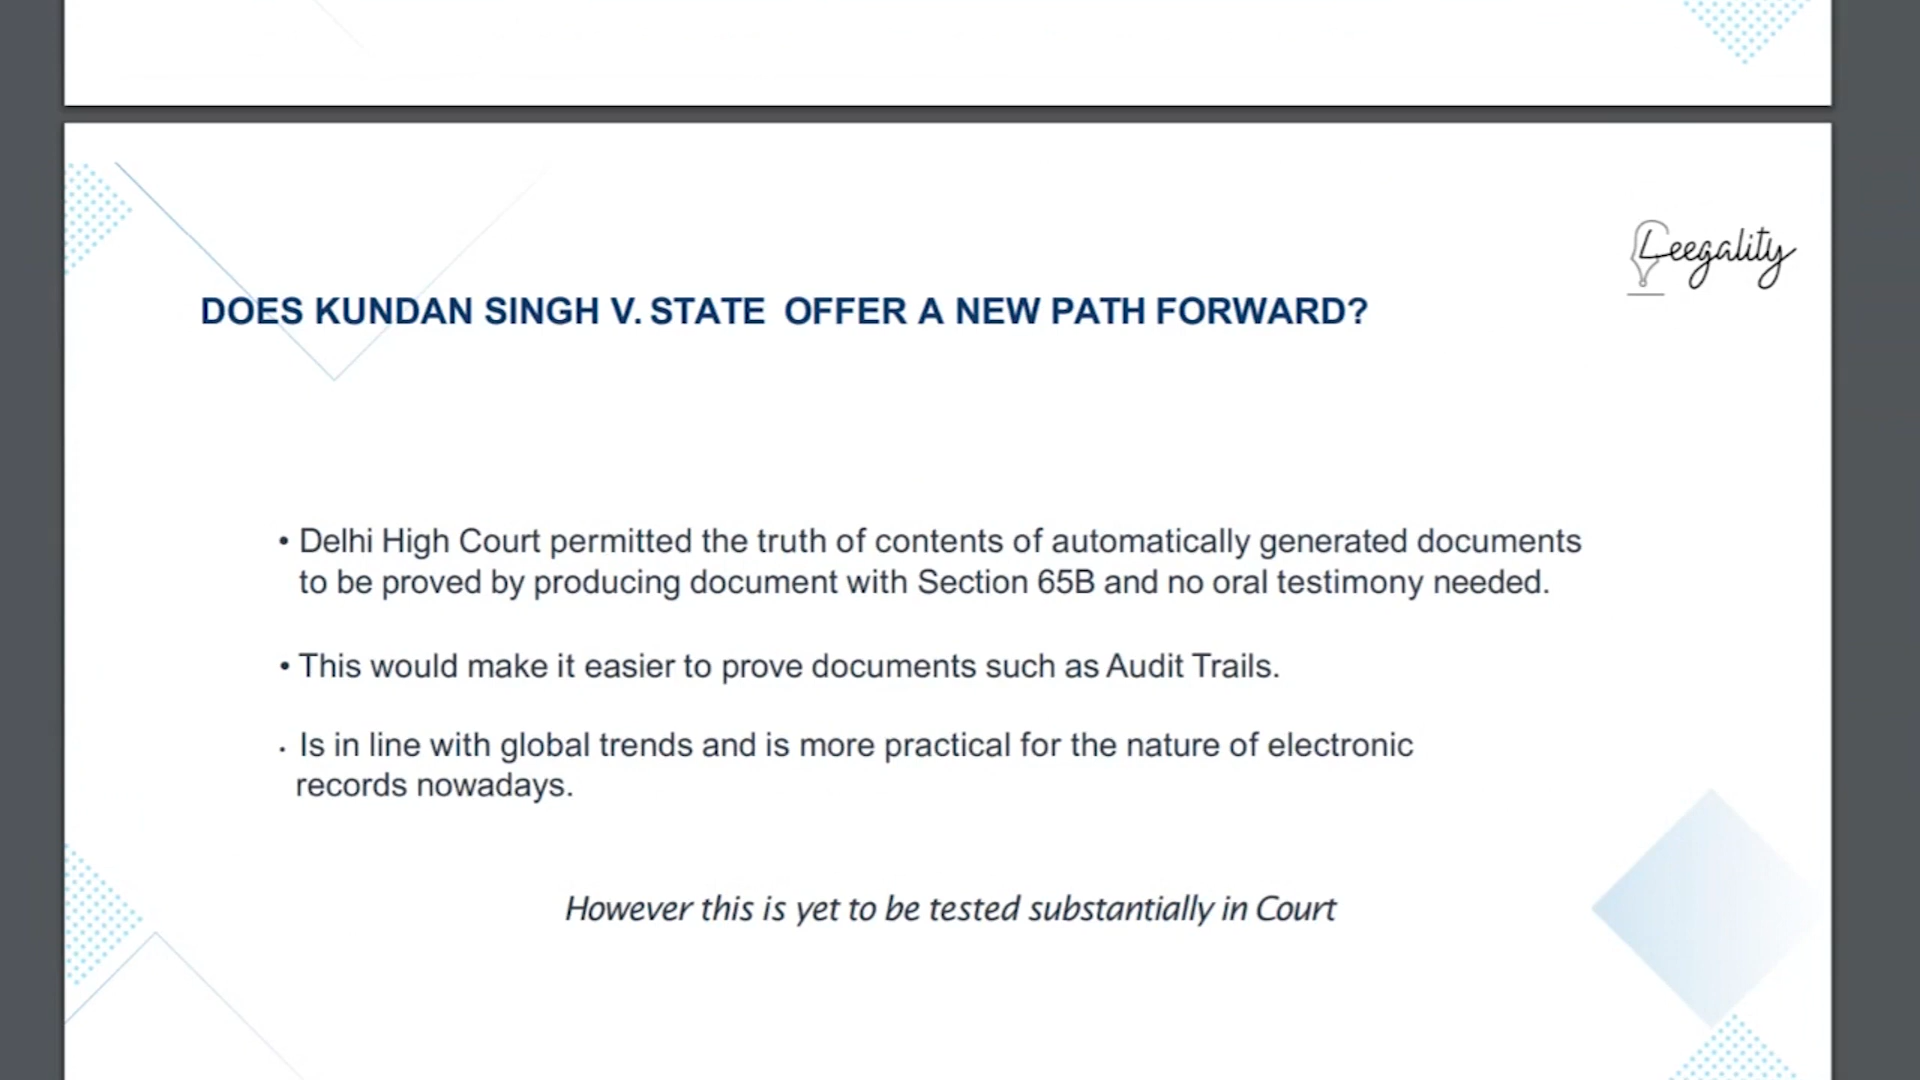 Leegality
DOES KUNDAN SINGH V. STATE OFFER A NEW PATH FORWARD?
• Delhi High Court permitted the truth of contents of automatically generated documents
to be proved by producing document with Section 65B and no oral testimony needed.
• This would make it easier to prove documents such as Audit Trails.
• Is in line with global trends and is more practical for the nature of electronic
records nowadays.
However this is yet to be tested substantially in Court